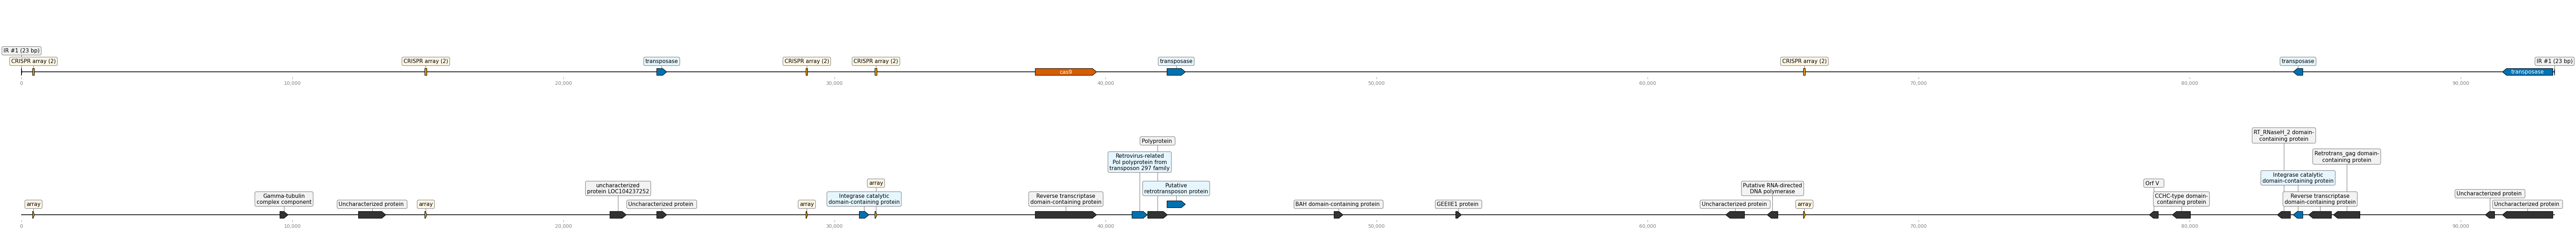 IR #1 (23 bp)
IR #1 (23 bp)
CRISPR array (2)
CRISPR array (2)
transposase
CRISPR array (2)
CRISPR array (2)
transposase
CRISPR array (2)
transposase
cas9
transposase
0
10,000
20,000
30,000
40,000
50,000
60,000
70,000
80,000
90,000
RT_RNaseH_2 domain-
containing protein
Polyprotein
Retrovirus-related
Pol polyprotein from
transposon 297 family
Retrotrans_gag domain-
containing protein
Integrase catalytic
domain-containing protein
array
Orf V
uncharacterized
protein LOC104237252
Putative
retrotransposon protein
Putative RNA-directed
DNA polymerase
Gamma-tubulin
complex component
Integrase catalytic
domain-containing protein
Reverse transcriptase
domain-containing protein
CCHC-type domain-
containing protein
Reverse transcriptase
domain-containing protein
Uncharacterized protein
array
Uncharacterized protein
array
Uncharacterized protein
array
BAH domain-containing protein
GEEIIE1 protein
Uncharacterized protein
array
Uncharacterized protein
0
10,000
20,000
30,000
40,000
50,000
60,000
70,000
80,000
90,000